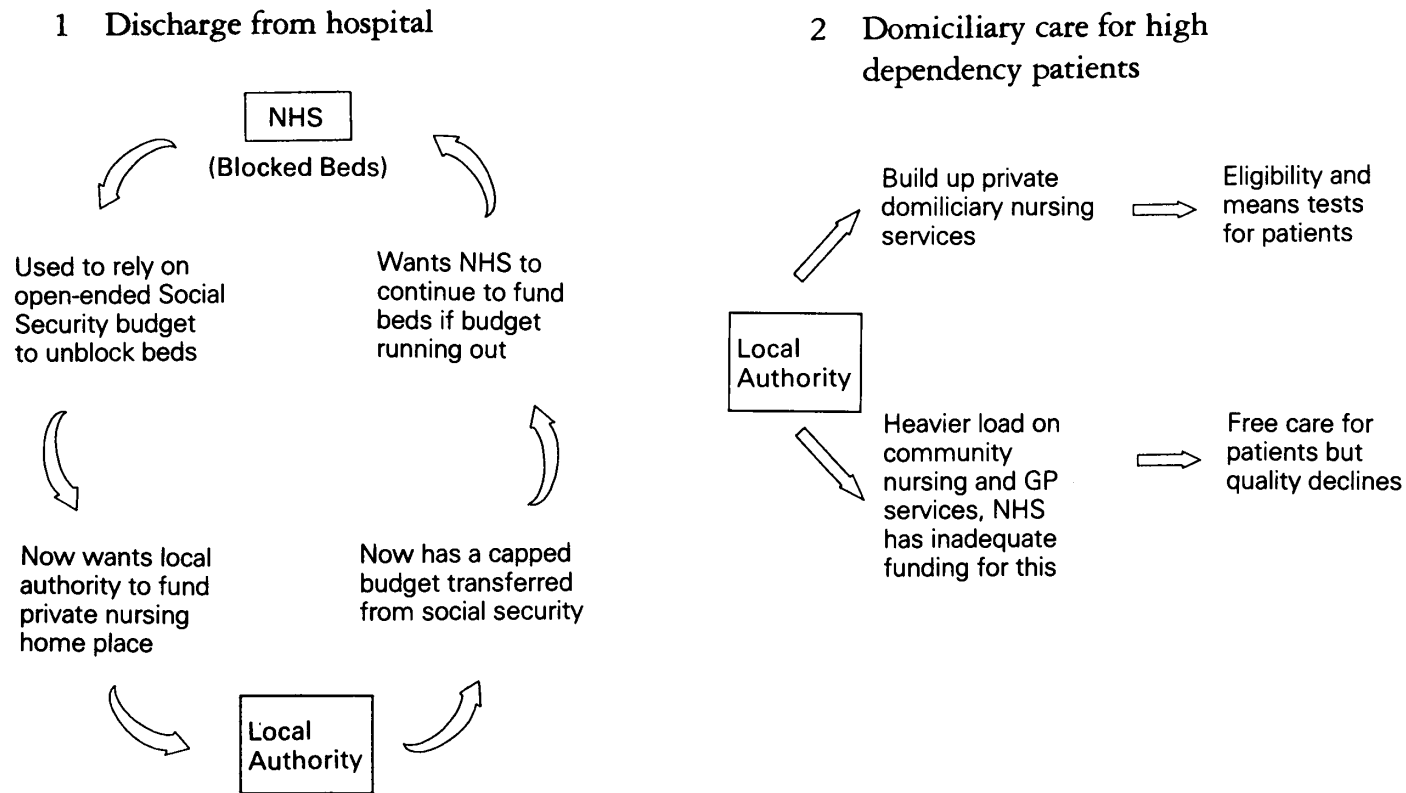 1 Discharge from hospital
NHS
(Blocked Beds)
Used to rely on
open-ended Social
Security budget
to unblock beds
Now wants local
authority to fund
private nursing
home place
Local
Authority
Now has a capped
budget transferred
from social security
Wants NHS to
continue to fund
beds if budget
running out
2 Domiciliary care for high
dependency patients
Local
Authority
Build up private
domiliciary nursing
services
Eligibility and
means tests
for patients
Heavier load on
community
nursing and GP
services, NHS
has inadequate
funding for this
Free care for
patients but
quality declines